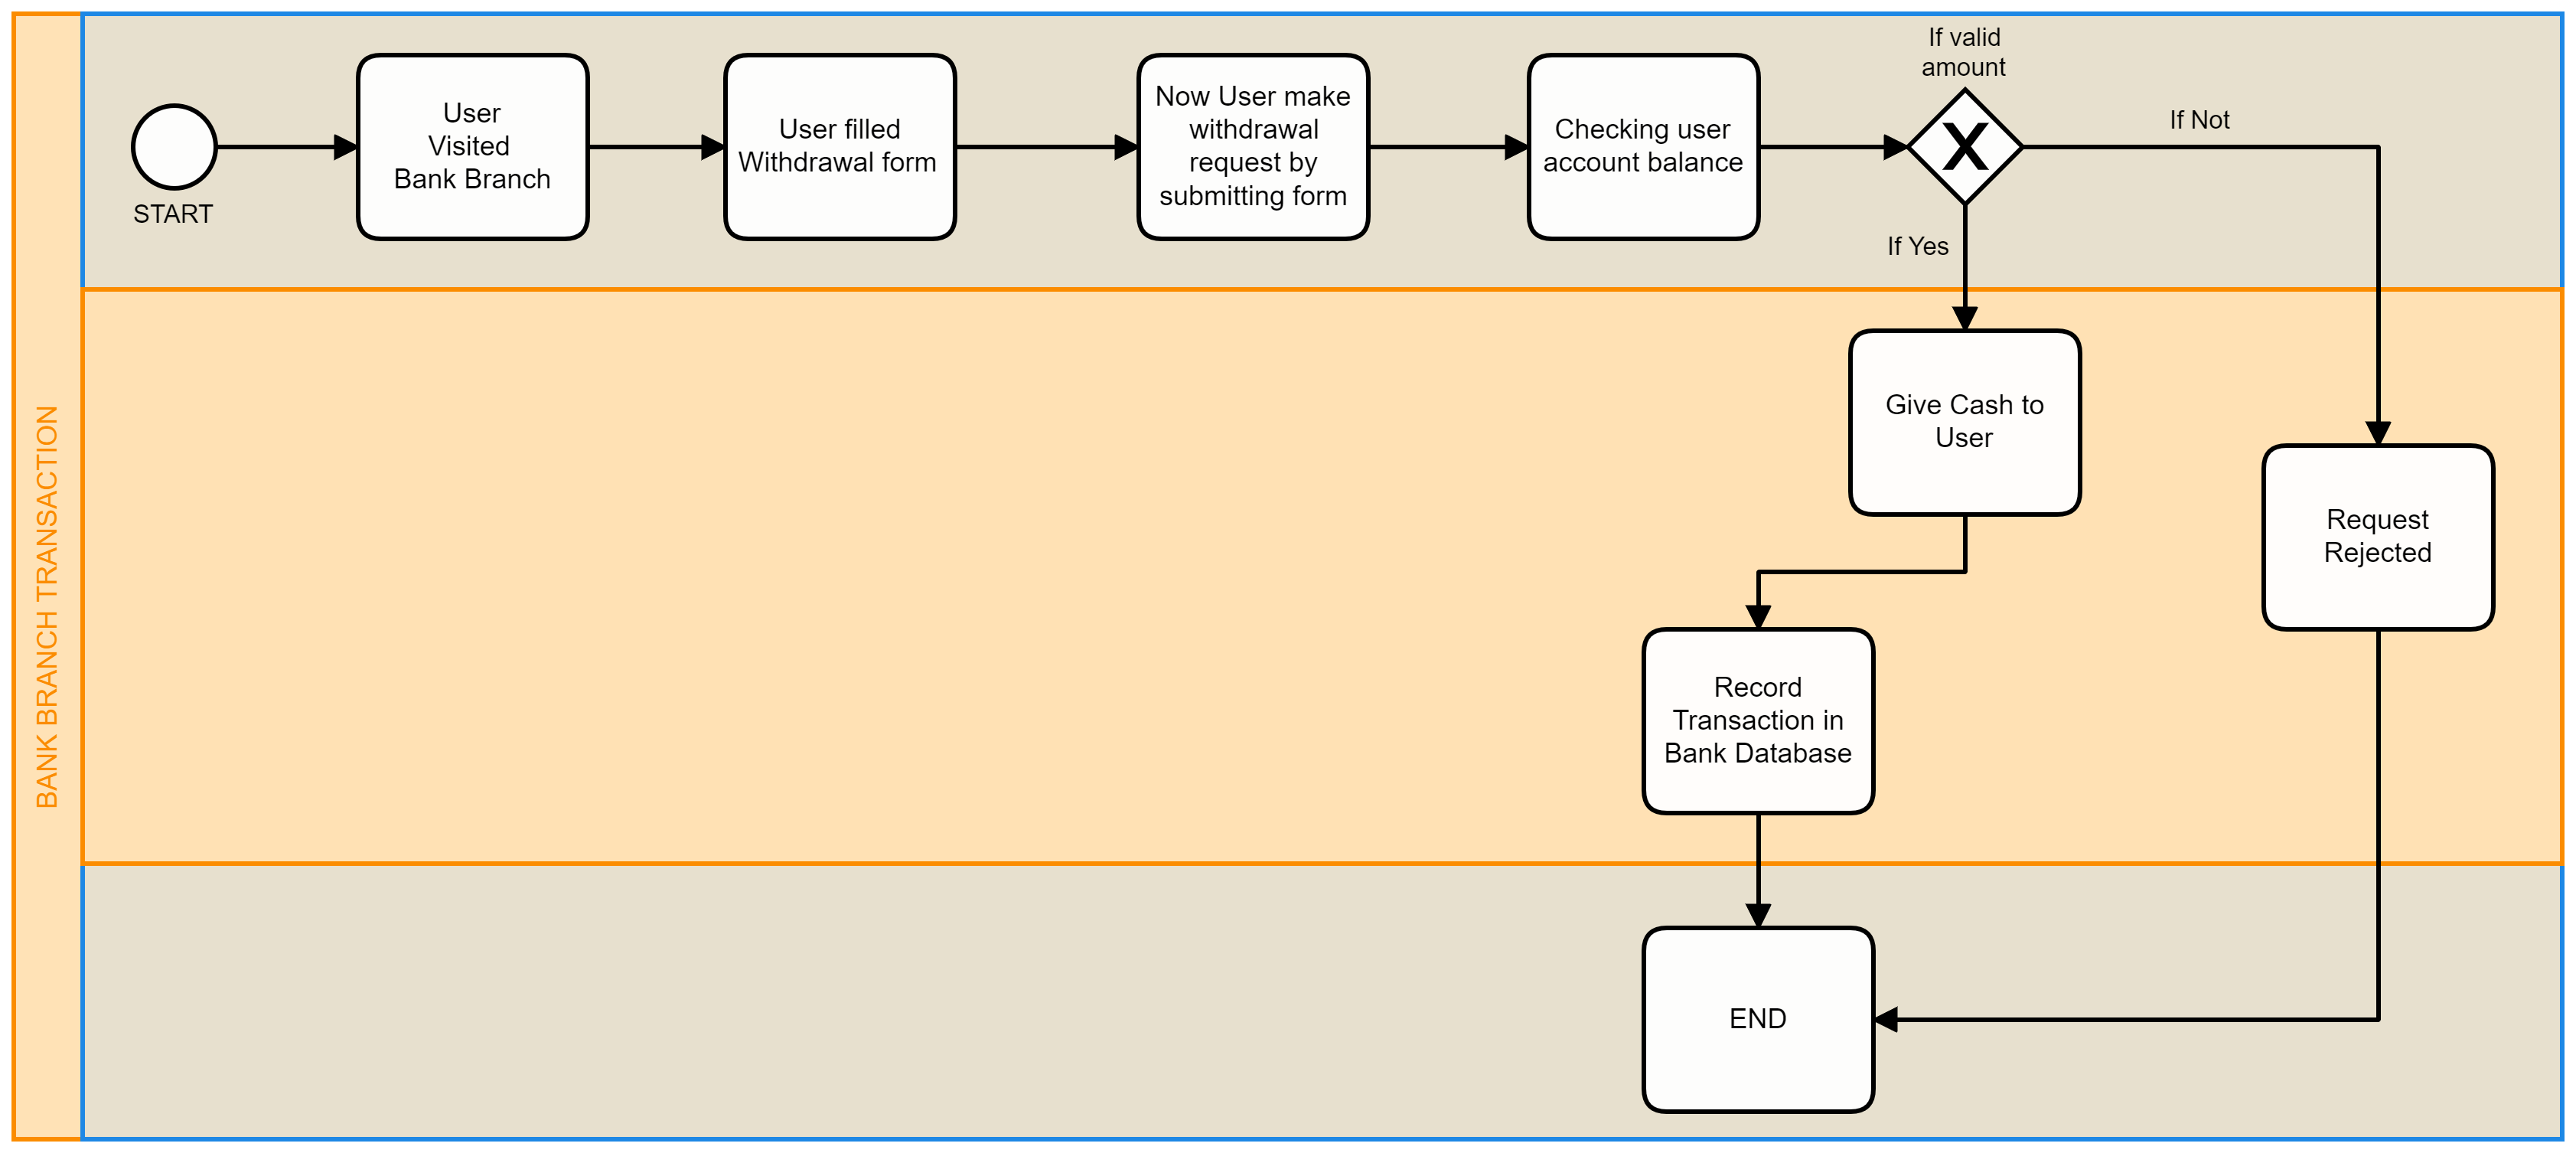 BANK BRANCH TRANSACTION
START
User
Visited
Bank Branch
User filled
Withdrawal form
Now User make
withdrawal
request by
submitting form
Checking user
account balance
If valid
amount
X
If Not
If Yes
Give Cash to
User
Request
Rejected
Record
Transaction in
Bank Database
END